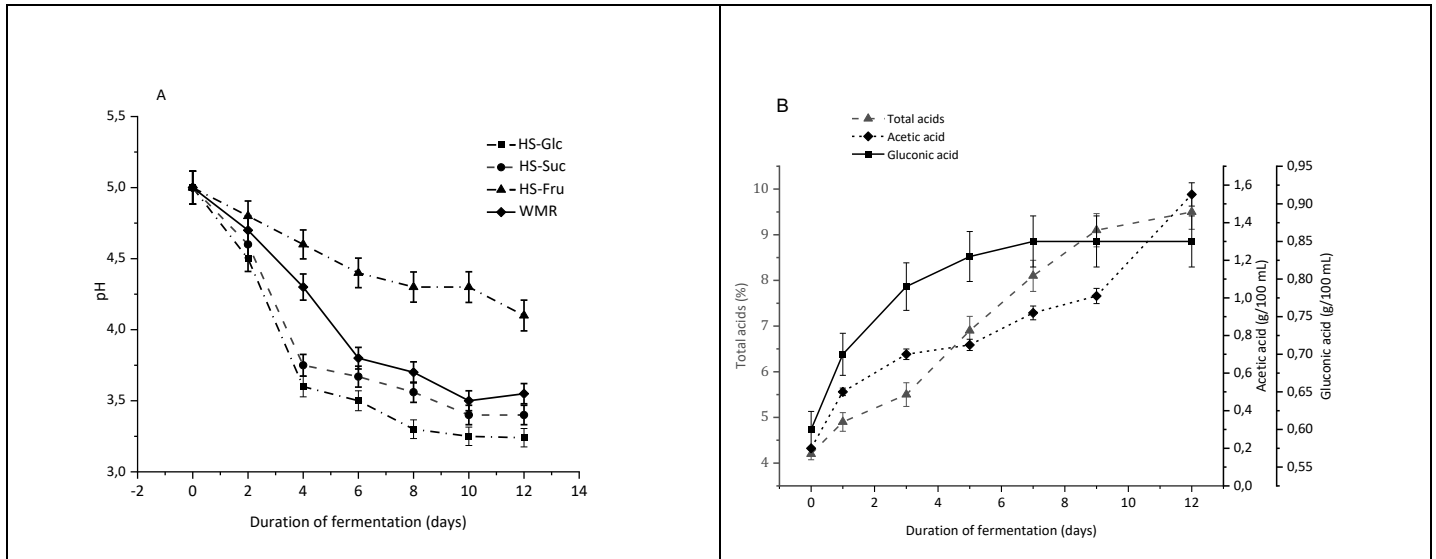 A
5,5
5,0
4,5
4,0
3,5
3,0
pH
-2 0 2 4 6 8 10 12 14
Duration of fermentation (days)
HS-Glc
HS-Suc
HS-Fru
WMR
B
Total acids
Acetic acid
Gluconic acid
10
9
8
7
6
5
4
Total acids (%)
0 2 4 6 8 10 12
Duration of fermentation (days)
1,6
1,4
1,2
1,0
0,8
0,6
0,4
0,2
0,0
Acetic acid (g/100 mL)
0,95
0,90
0,85
0,80
0,75
0,70
0,65
0,60
0,55
Gluconic acid (g/100 mL)